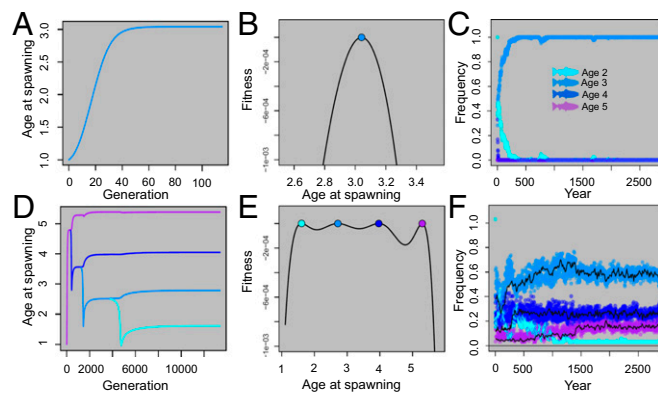 A
Age at spawning
3.0
2.5
2.0
1.5
1.0
0 20 40 60 80 100
Generation
B
Fitness
-2e-04
-6e-04
-1e-03
2.6 2.8 3.0 3.2 3.4
Age at spawning
C
Frequency
1.0
0.8
0.6
0.4
0.2
0.0
Age 2
Age 3
Age 4
Age 5
0 500 1500 2500
Year
D
Age at spawning
5
4
3
2
1
0 2000 6000 10000
Generation
E
Fitness
-2e-04
-6e-04
-1e-03
1 2 3 4 5
Age at spawning
F
Frequency
1.0
0.8
0.6
0.4
0.2
0.0
0 500 1500 2500
Year